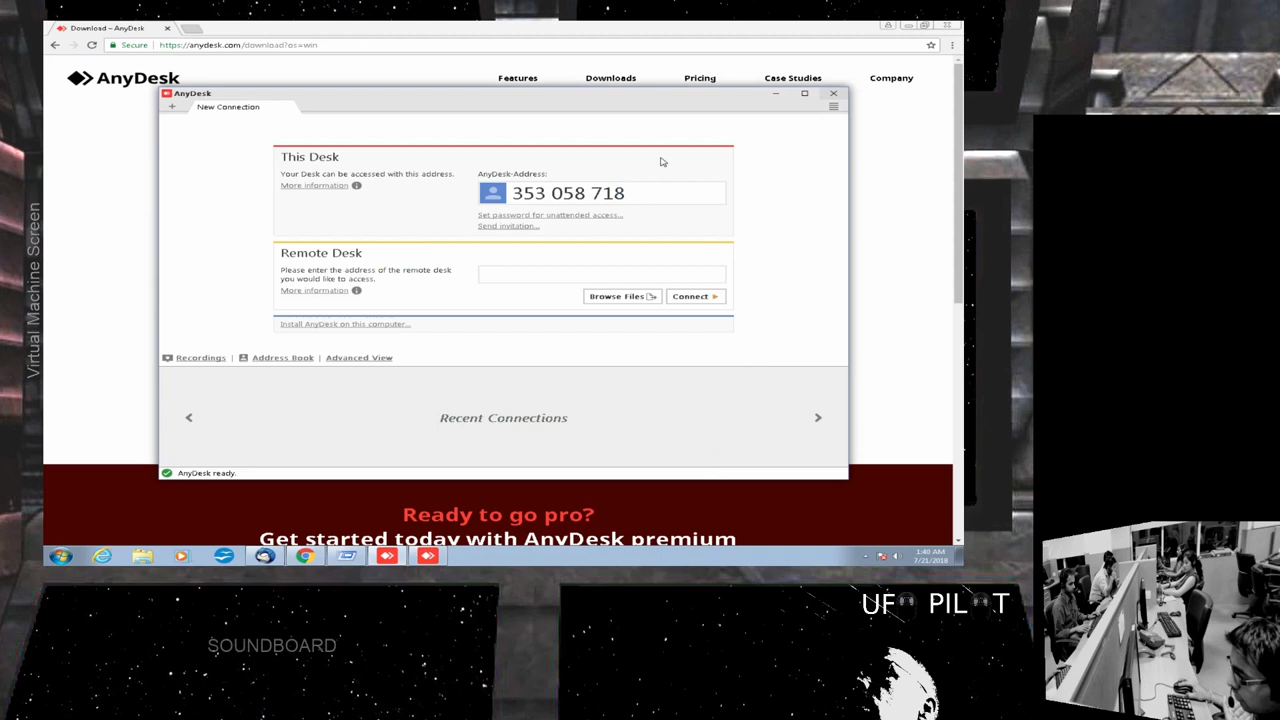 Download – AnyDesk
Secure
https://anydesk.com/download?os=win
AnyDesk
Features
Downloads
Pricing
Case Studies
Company
AnyDesk
New Connection
This Desk
Your Desk can be accessed with this address.
More information
AnyDesk-Address:
353 058 718
Set password for unattended access...
Send invitation...
Remote Desk
Please enter the address of the remote desk
you would like to access.
More information
Browse Files
Connect
Install AnyDesk on this computer...
Recordings | Address Book | Advanced View
Recent Connections
AnyDesk ready.
Ready to go pro?
Get started today with AnyDesk premium
1:40 AM
7/21/2018
Virtual Machine Screen
SOUNDBOARD
UFO PILOT